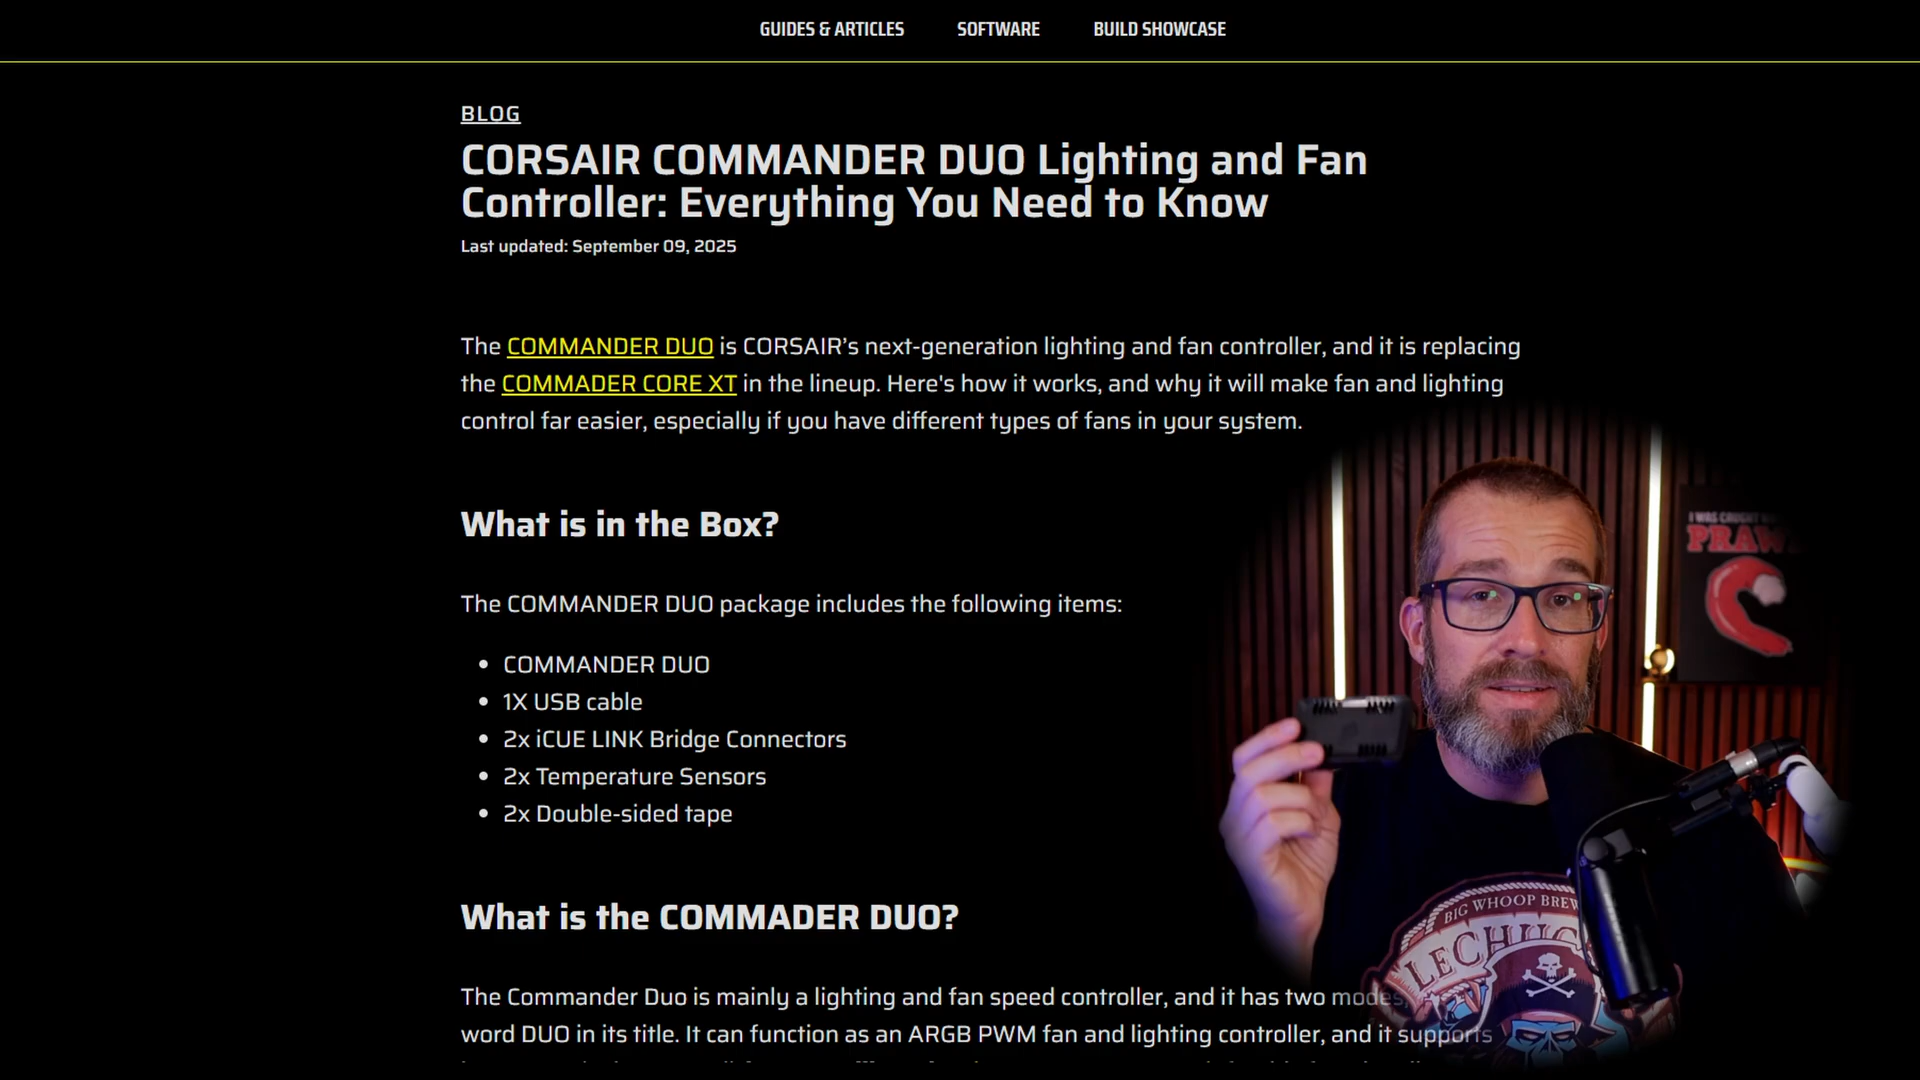 GUIDES & ARTICLES SOFTWARE BUILD SHOWCASE
BLOG
CORSAIR COMMANDER DUO Lighting and Fan
Controller: Everything You Need to Know
Last updated: September 09, 2025
The COMMANDER DUO is CORSAIR’s next-generation lighting and fan controller, and it is replacing
the COMMADER CORE XT in the lineup. Here's how it works, and why it will make fan and lighting
control far easier, especially if you have different types of fans in your system.
What is in the Box?
The COMMANDER DUO package includes the following items:
COMMANDER DUO
1X USB cable
2x iCUE LINK Bridge Connectors
2x Temperature Sensors
2x Double-sided tape
What is the COMMADER DUO?
The Commander Duo is mainly a lighting and fan speed controller, and it has two modes,
word DUO in its title. It can function as an ARGB PWM fan and lighting controller, and it supports
I WAS CAUGHT
BIG WHOOP